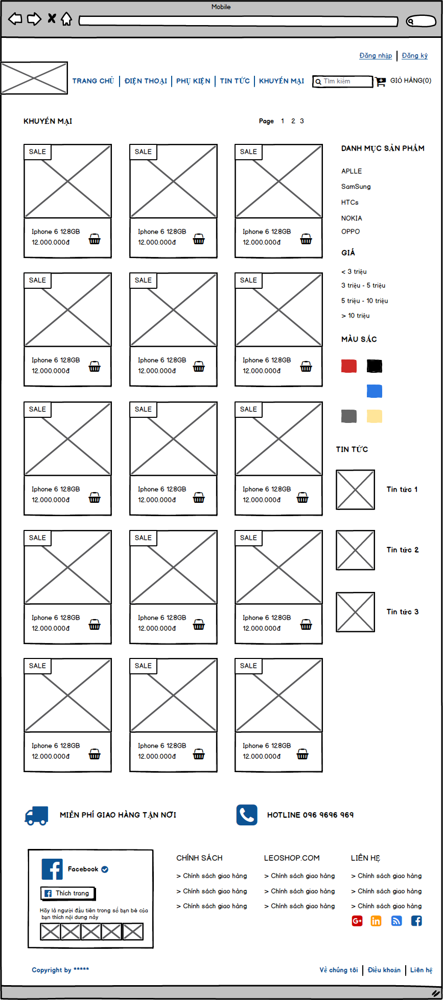 Mobile
Đăng nhập Đăng ký
TRANG CHỦ ĐIỆN THOẠI PHỤ KIỆN TIN TỨC KHUYẾN MẠI Tìm kiếm GIỎ HÀNG(0)
KHUYẾN MẠI Page 1 2 3
SALE SALE SALE
Iphone 6 128GB Iphone 6 128GB Iphone 6 128GB
12.000.000đ 12.000.000đ 12.000.000đ
SALE SALE SALE
Iphone 6 128GB Iphone 6 128GB Iphone 6 128GB
12.000.000đ 12.000.000đ 12.000.000đ
SALE SALE SALE
Iphone 6 128GB Iphone 6 128GB Iphone 6 128GB
12.000.000đ 12.000.000đ 12.000.000đ
SALE SALE SALE
Iphone 6 128GB Iphone 6 128GB Iphone 6 128GB
12.000.000đ 12.000.000đ 12.000.000đ
SALE SALE SALE
Iphone 6 128GB Iphone 6 128GB Iphone 6 128GB
12.000.000đ 12.000.000đ 12.000.000đ
DANH MỤC SẢN PHẨM
APLLE
SamSung
HTCs
NOKIA
OPPO
GIÁ
< 3 triệu
3 triệu - 5 triệu
5 triệu - 10 triệu
> 10 triệu
MÀU SẮC
TIN TỨC
Tin tức 1
Tin tức 2
Tin tức 3
MIỄN PHÍ GIAO HÀNG TẬN NƠI HOTLINE 096 9696 969
Facebook
Thích trang
Hãy là người đầu tiên trong số bạn bè của
bạn thích nội dung này
CHÍNH SÁCH LEOSHOP.COM LIÊN HỆ
> Chính sách giao hàng > Chính sách giao hàng > Chính sách giao hàng
> Chính sách giao hàng > Chính sách giao hàng > Chính sách giao hàng
> Chính sách giao hàng > Chính sách giao hàng > Chính sách giao hàng
Copyright by ***** Về chúng tôi Điều khoản Liên hệ